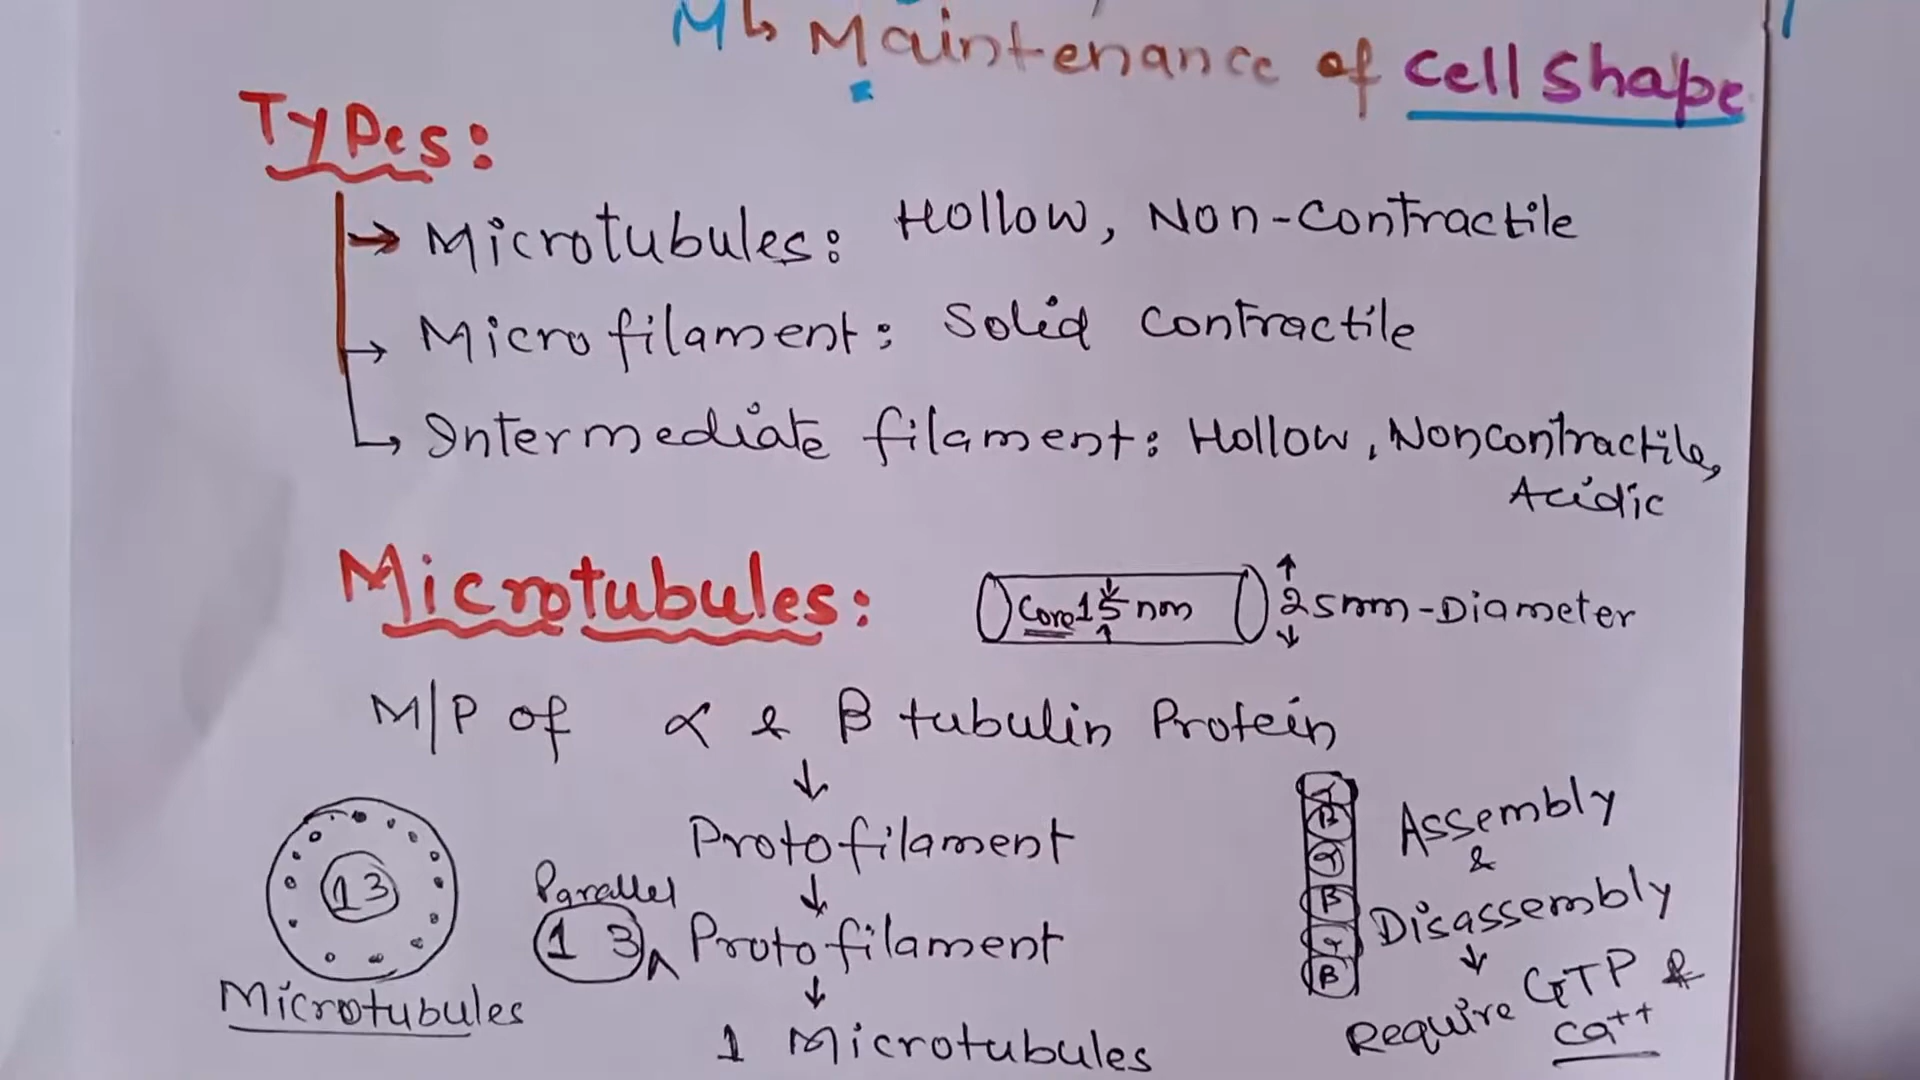 M↳ Maintenance of cell shape
Types:
→ Microtubules: Hollow, Non-Contractile
→ Microfilament: Solid contractile
↳ Intermediate filament: Hollow, Noncontractile,
Acidic
Microtubules:
Core 15 nm
25nm-Diameter
M/P of α & β tubulin Protein
↓
Protofilament
↓
Parallel
13 Protofilament
↓
1 Microtubules
13
Microtubules
β
α
β
α
β
Assembly
&
Disassembly
↓
Require GTP &
Ca++